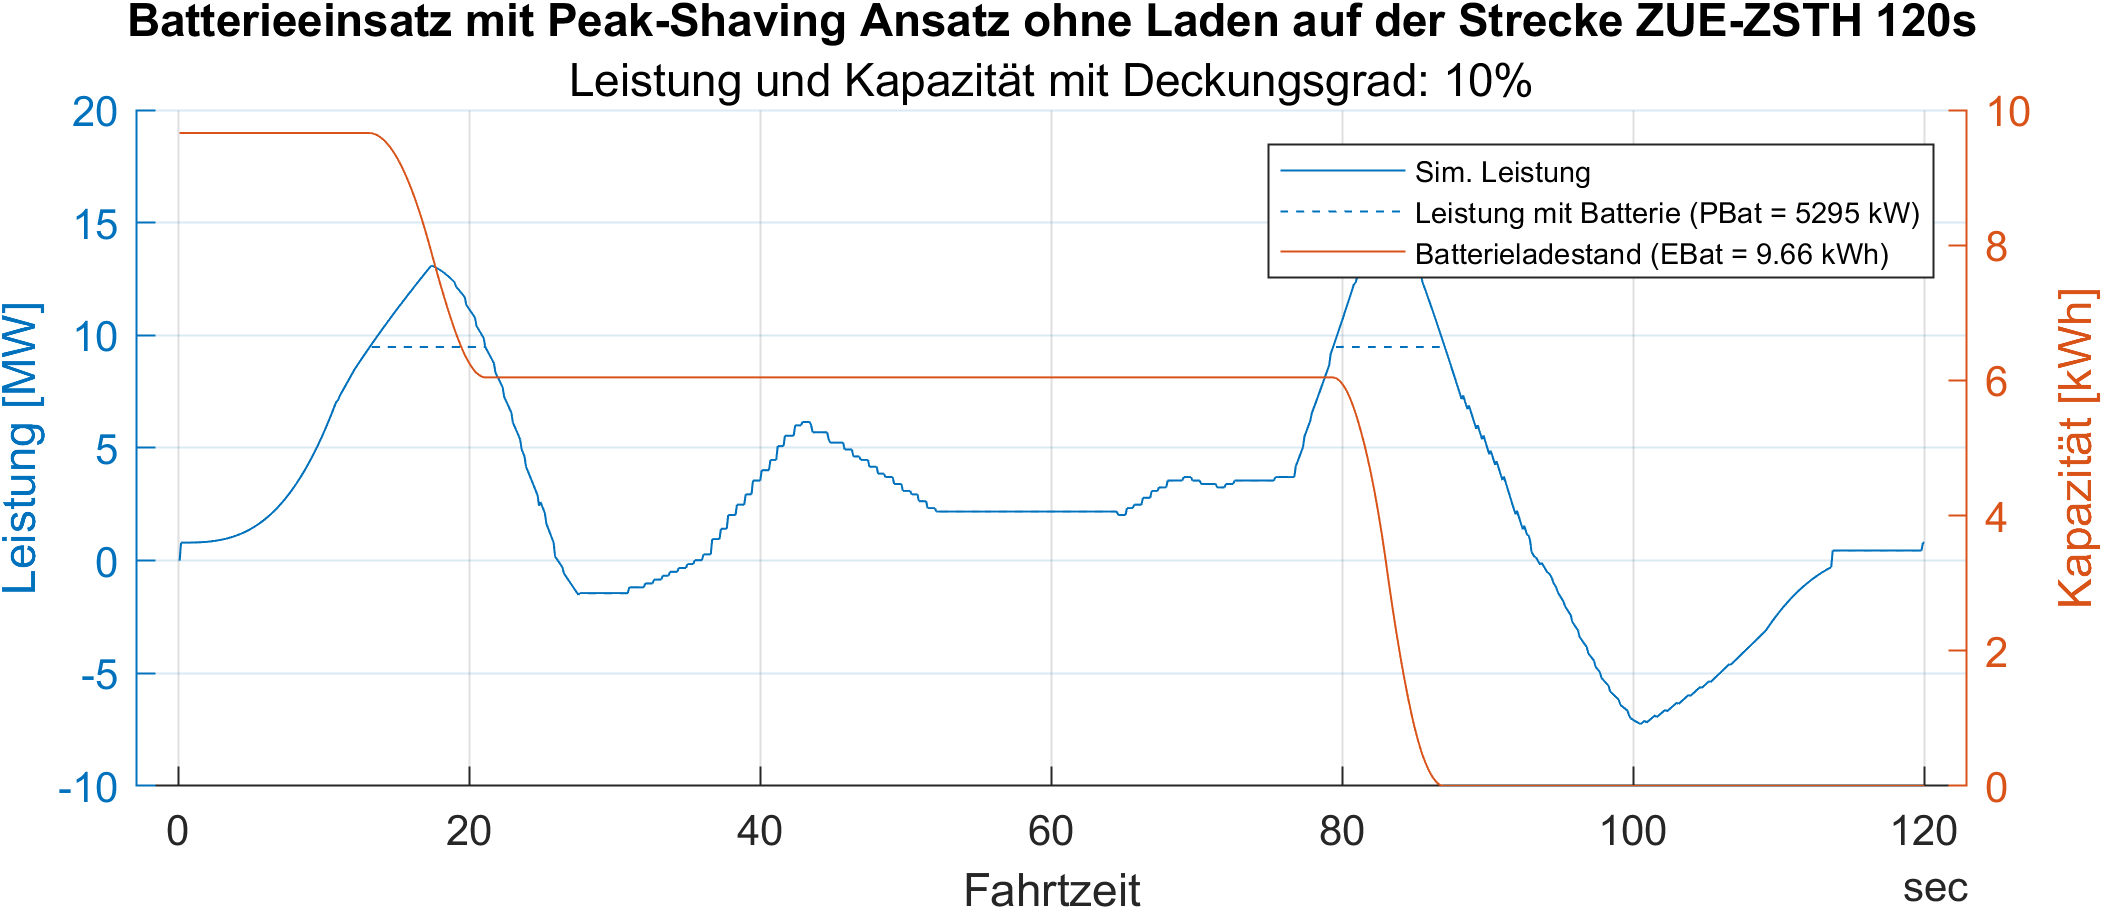 Batterieeinsatz mit Peak-Shaving Ansatz ohne Laden auf der Strecke ZUE-ZSTH 120s
Leistung und Kapazität mit Deckungsgrad: 10%
Leistung [MW]
20
15
10
5
0
-5
-10
Sim. Leistung
Leistung mit Batterie (PBat = 5295 kW)
Batterieladestand (EBat = 9.66 kWh)
10
8
6
4
2
0
Kapazität [kWh]
0 20 40 60 80 100 120
Fahrtzeit
sec